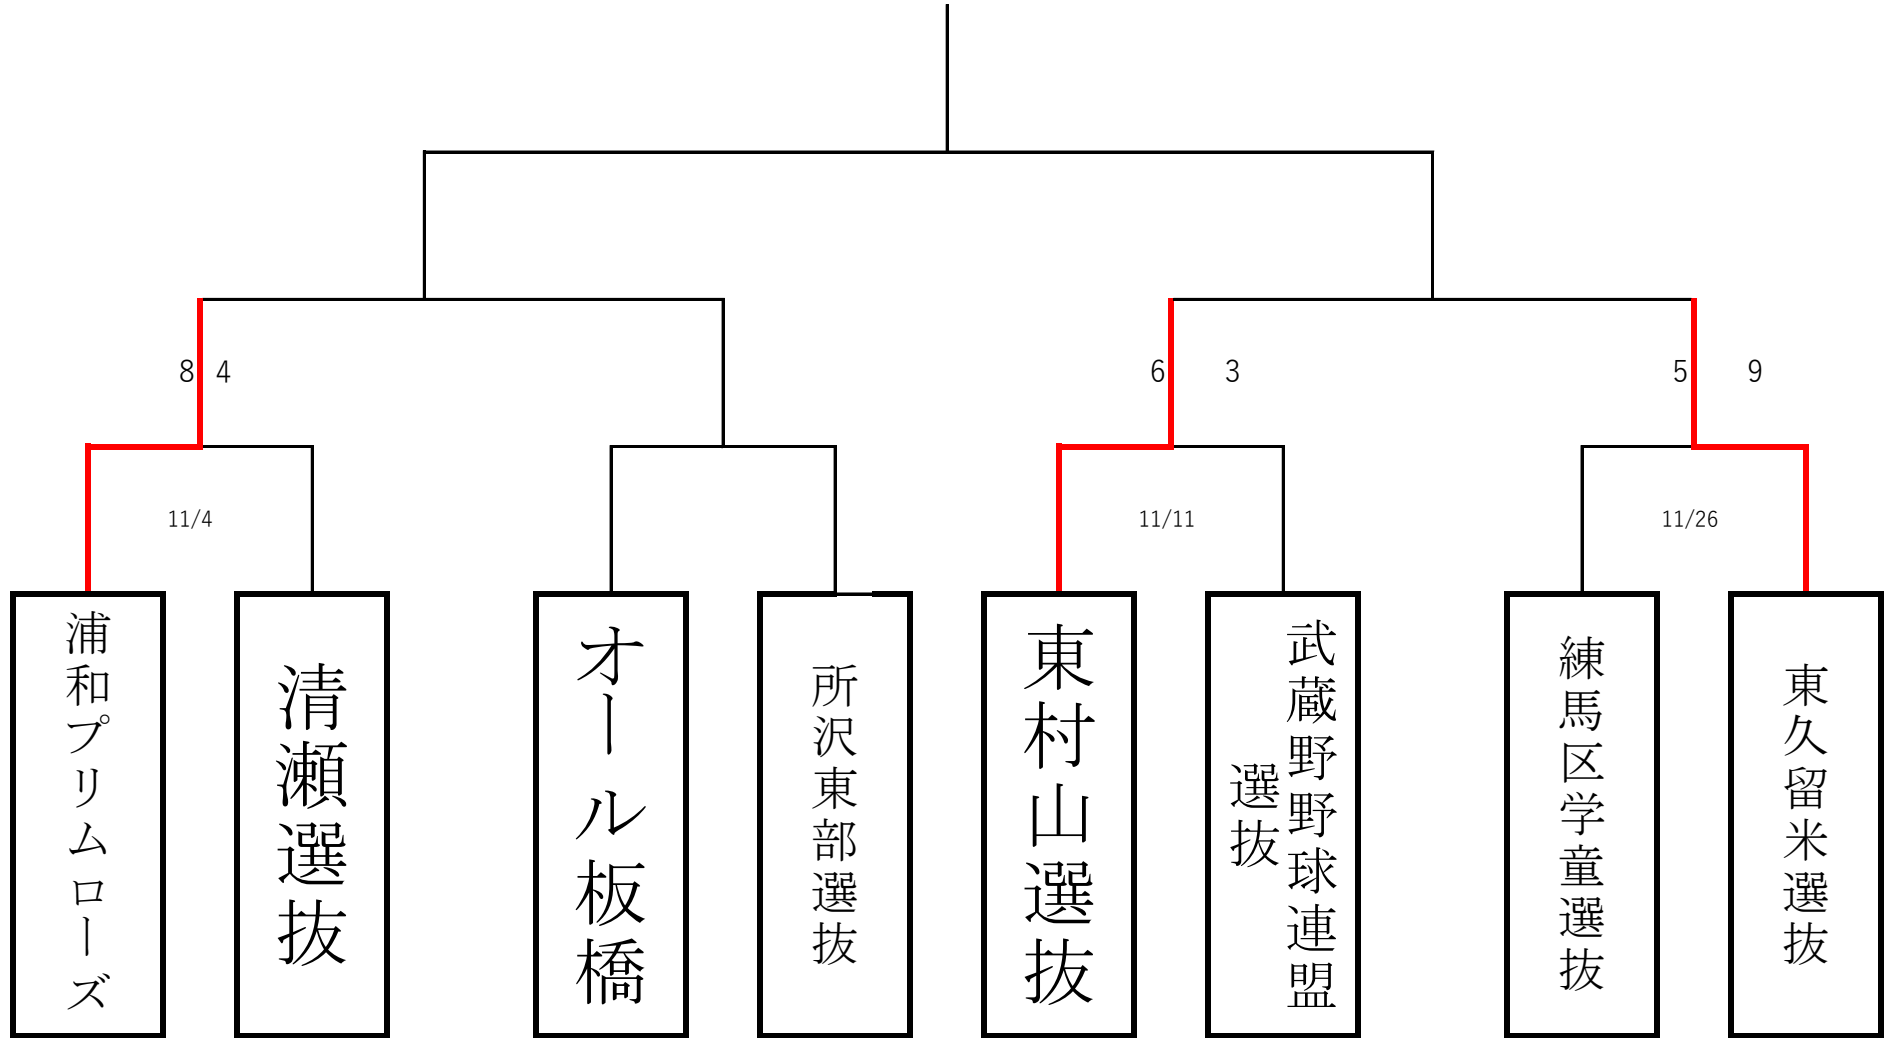 8 4
6 3
5 9
11/4
11/11
11/26
浦和プリムローズ
清瀬選抜
オール板橋
所沢東部選抜
東村山選抜
武蔵野野球連盟
選抜
練馬区学童選抜
東久留米選抜